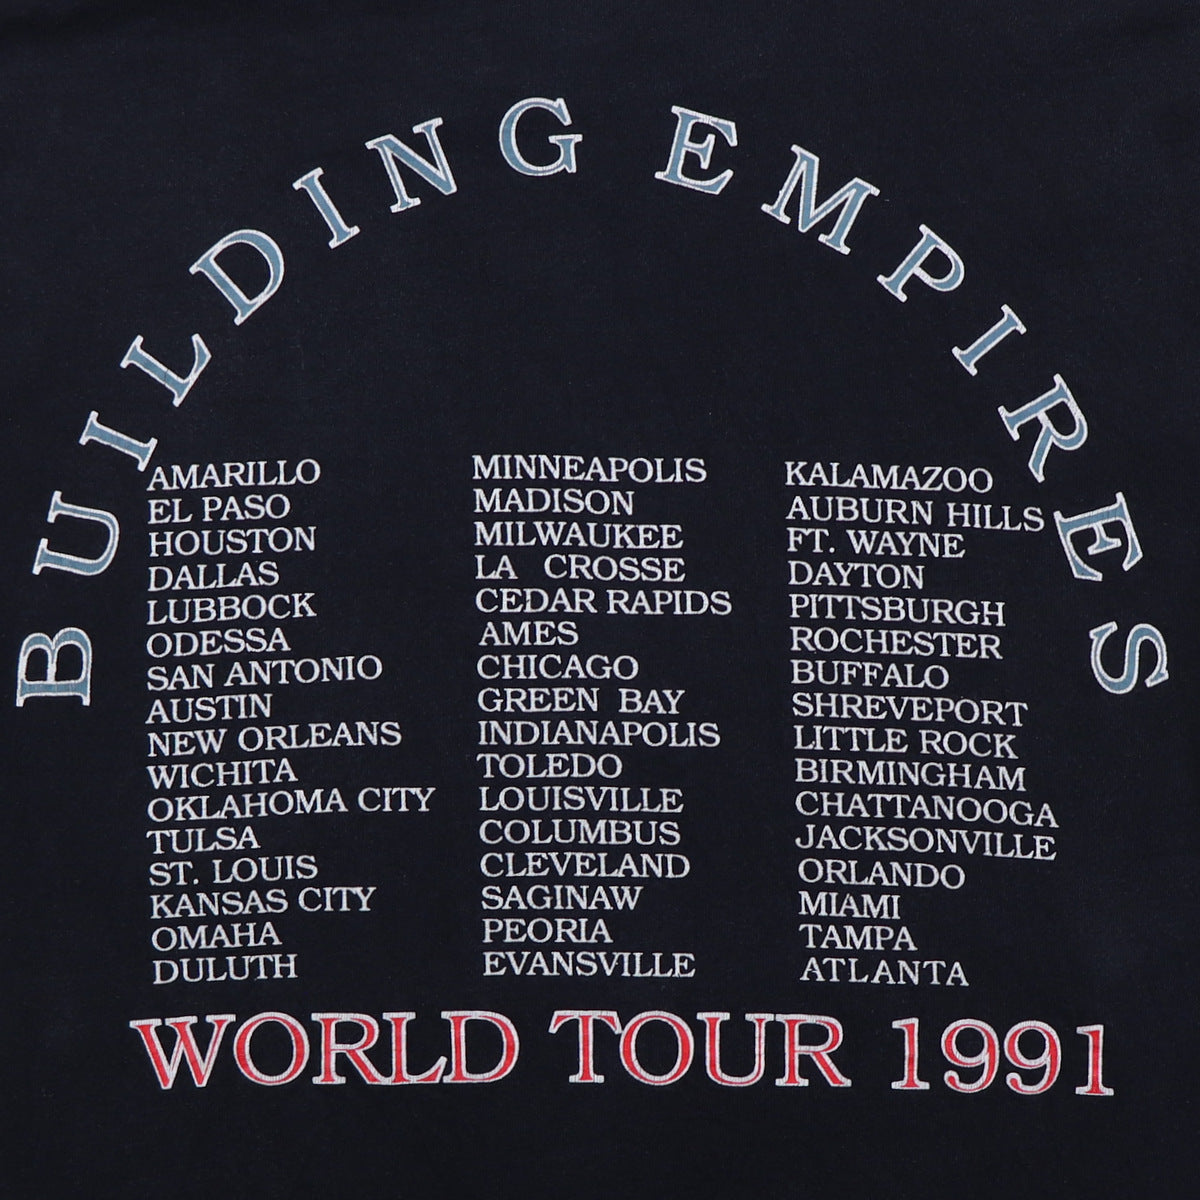 BUILDING EMPIRES
AMARILLO
EL PASO
HOUSTON
DALLAS
LUBBOCK
ODESSA
SAN ANTONIO
AUSTIN
NEW ORLEANS
WICHITA
OKLAHOMA CITY
TULSA
ST. LOUIS
KANSAS CITY
OMAHA
DULUTH
MINNEAPOLIS
MADISON
MILWAUKEE
LA CROSSE
CEDAR RAPIDS
AMES
CHICAGO
GREEN BAY
INDIANAPOLIS
TOLEDO
LOUISVILLE
COLUMBUS
CLEVELAND
SAGINAW
PEORIA
EVANSVILLE
KALAMAZOO
AUBURN HILLS
FT. WAYNE
DAYTON
PITTSBURGH
ROCHESTER
BUFFALO
SHREVEPORT
LITTLE ROCK
BIRMINGHAM
CHATTANOOGA
JACKSONVILLE
ORLANDO
MIAMI
TAMPA
ATLANTA
WORLD TOUR 1991